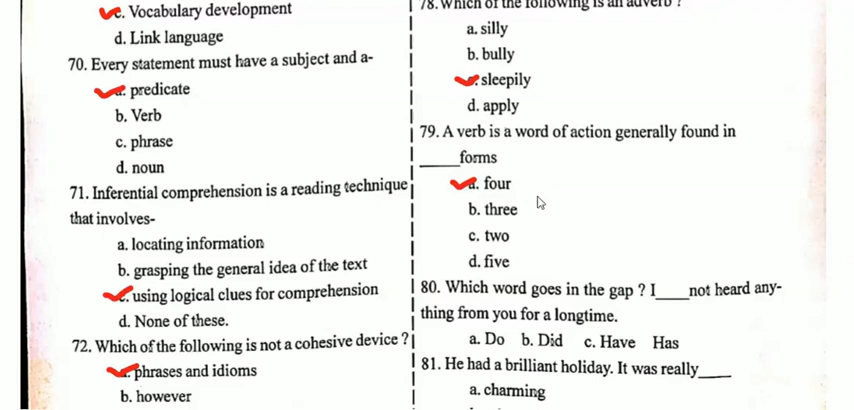 c. Vocabulary development
d. Link language
70. Every statement must have a subject and a-
a. predicate
b. Verb
c. phrase
d. noun
71. Inferential comprehension is a reading technique
that involves-
a. locating information
b. grasping the general idea of the text
c. using logical clues for comprehension
d. None of these.
72. Which of the following is not a cohesive device ?
a. phrases and idioms
b. however
78. Which of the following is an adverb ?
a. silly
b. bully
c. sleepily
d. apply
79. A verb is a word of action generally found in
_____forms
a. four
b. three
c. two
d. five
80. Which word goes in the gap ? I____not heard any-
thing from you for a longtime.
a. Do b. Did c. Have Has
81. He had a brilliant holiday. It was really____
a. charming